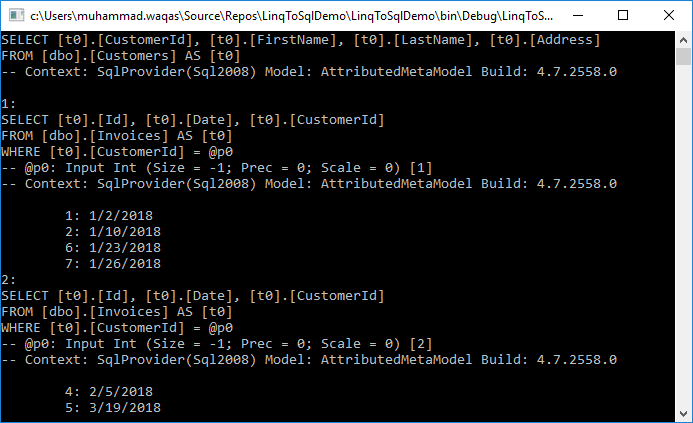 c:\Users\muhammad.waqas\Source\Repos\LinqToSqlDemo\LinqToSqlDemo\bin\Debug\LinqToS...
SELECT [t0].[CustomerId], [t0].[FirstName], [t0].[LastName], [t0].[Address]
FROM [dbo].[Customers] AS [t0]
-- Context: SqlProvider(Sql2008) Model: AttributedMetaModel Build: 4.7.2558.0
1:
SELECT [t0].[Id], [t0].[Date], [t0].[CustomerId]
FROM [dbo].[Invoices] AS [t0]
WHERE [t0].[CustomerId] = @p0
-- @p0: Input Int (Size = -1; Prec = 0; Scale = 0) [1]
-- Context: SqlProvider(Sql2008) Model: AttributedMetaModel Build: 4.7.2558.0
1: 1/2/2018
2: 1/10/2018
6: 1/23/2018
7: 1/26/2018
2:
SELECT [t0].[Id], [t0].[Date], [t0].[CustomerId]
FROM [dbo].[Invoices] AS [t0]
WHERE [t0].[CustomerId] = @p0
-- @p0: Input Int (Size = -1; Prec = 0; Scale = 0) [2]
-- Context: SqlProvider(Sql2008) Model: AttributedMetaModel Build: 4.7.2558.0
4: 2/5/2018
5: 3/19/2018